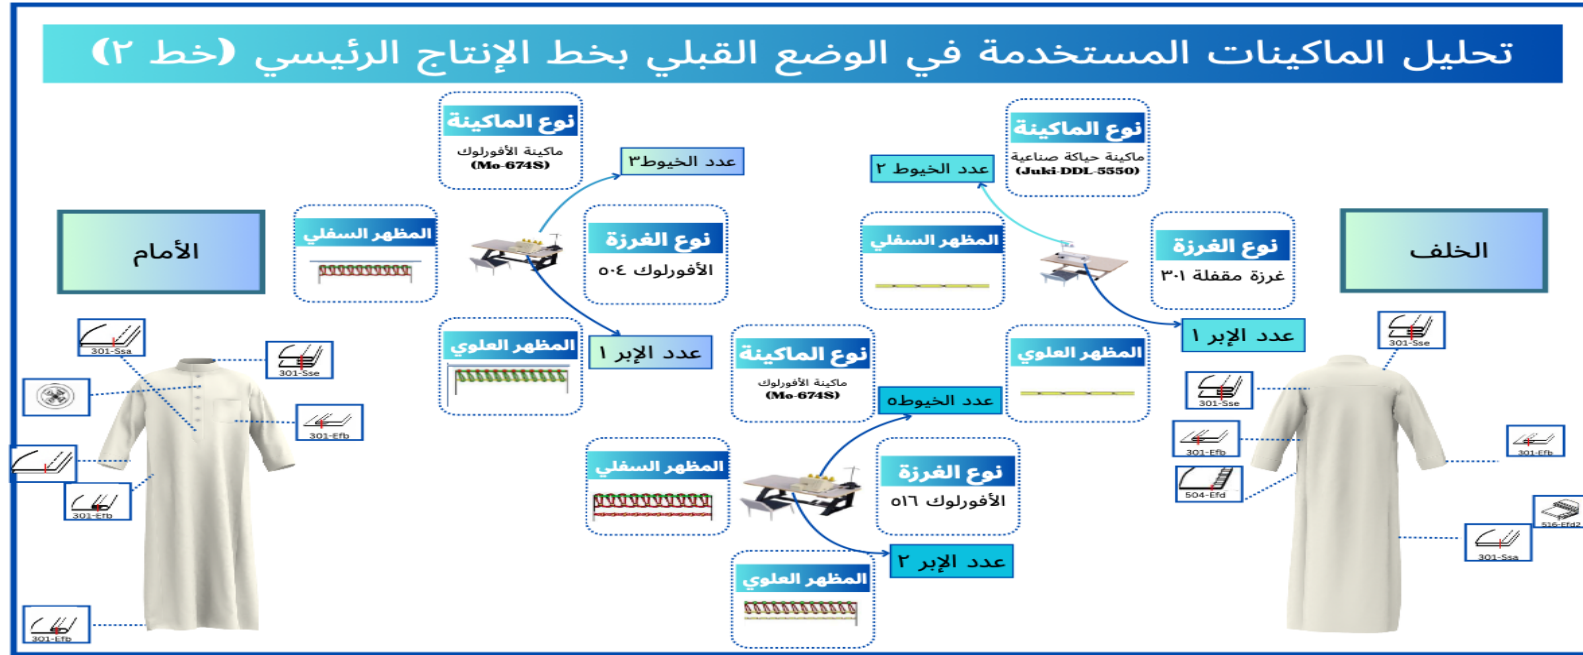 تحليل الماكينات المستخدمة في الوضع القبلي بخط الإنتاج الرئيسي (خط ٢)
الخلف
نوع الماكينة
ماكينة حياكة صناعية
(Juki-DDL-5550)
عدد الخيوط ٢
نوع الغرزة
غرزة مقفلة ٣٠١
المظهر السفلي
عدد الإبر ١
المظهر العلوي
نوع الماكينة
ماكينة الأفورلوك
(Mo-674S)
عدد الخيوط٣
نوع الغرزة
الأفورلوك ٥٠٤
المظهر السفلي
عدد الإبر ١
المظهر العلوي
نوع الماكينة
ماكينة الأفورلوك
(Mo-674S)
عدد الخيوط٥
نوع الغرزة
الأفورلوك ٥١٦
المظهر السفلي
عدد الإبر ٢
المظهر العلوي
الأمام
301-Sse
301-Sse
301-Efb
301-Efb
504-Efd
516-Efd2
301-Ssa
301-Ssa
301-Sse
301-Efb
301-Efb
301-Efb